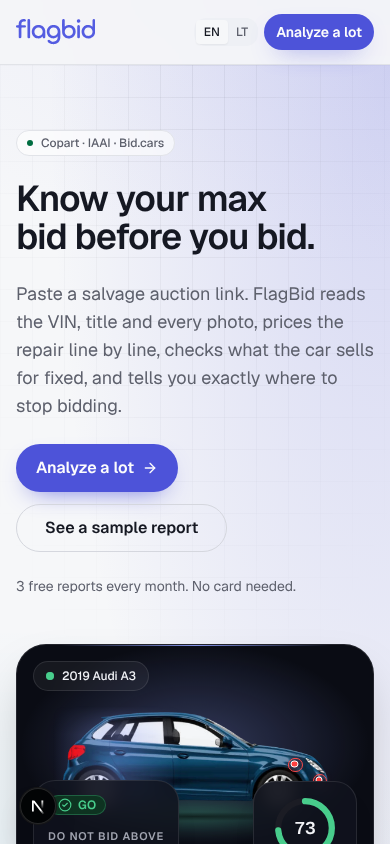 flagbid
EN LT
Analyze a lot
Copart · IAAI · Bid.cars
Know your max
bid before you bid.
Paste a salvage auction link. FlagBid reads
the VIN, title and every photo, prices the
repair line by line, checks what the car sells
for fixed, and tells you exactly where to
stop bidding.
Analyze a lot →
See a sample report
3 free reports every month. No card needed.
2019 Audi A3
N
GO
DO NOT BID ABOVE
73